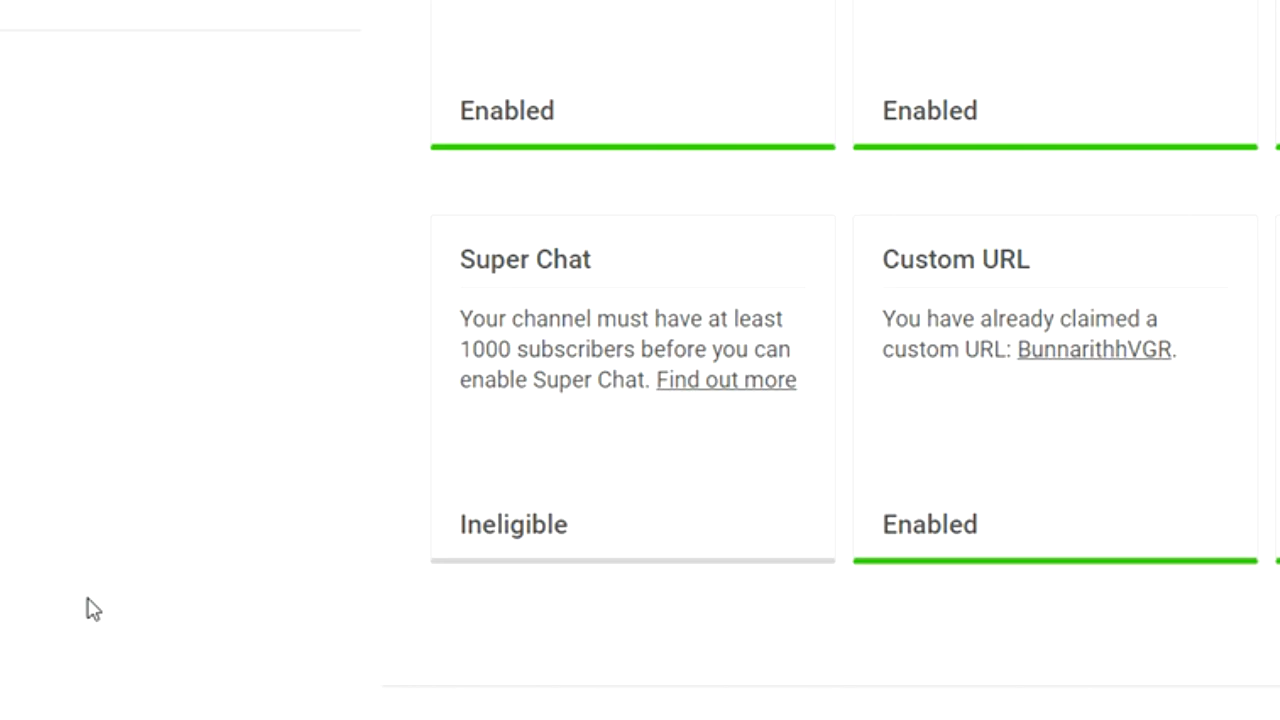 Enabled
Enabled
Super Chat
Your channel must have at least
1000 subscribers before you can
enable Super Chat. Find out more
Ineligible
Custom URL
You have already claimed a
custom URL: BunnarithhVGR.
Enabled